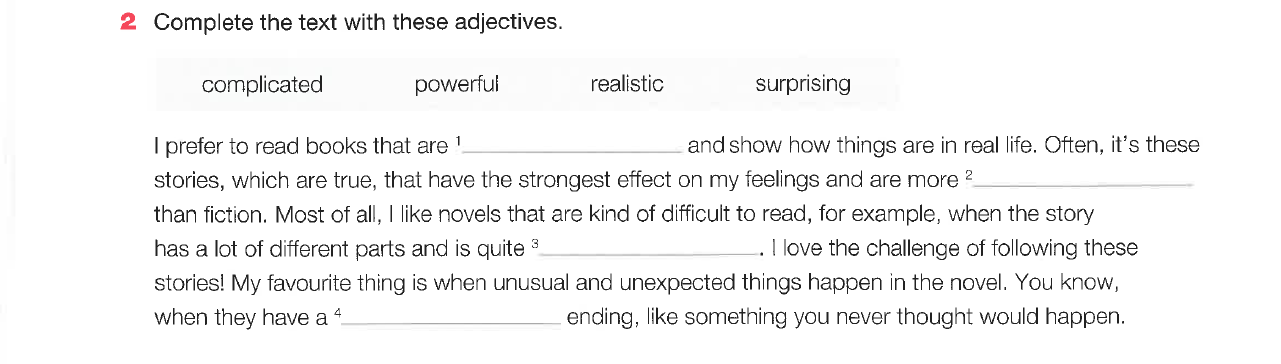 2 Complete the text with these adjectives.
complicated powerful realistic surprising
I prefer to read books that are 1____________ and show how things are in real life. Often, it's these
stories, which are true, that have the strongest effect on my feelings and are more 2____________
than fiction. Most of all, I like novels that are kind of difficult to read, for example, when the story
has a lot of different parts and is quite 3____________. I love the challenge of following these
stories! My favourite thing is when unusual and unexpected things happen in the novel. You know,
when they have a 4____________ ending, like something you never thought would happen.